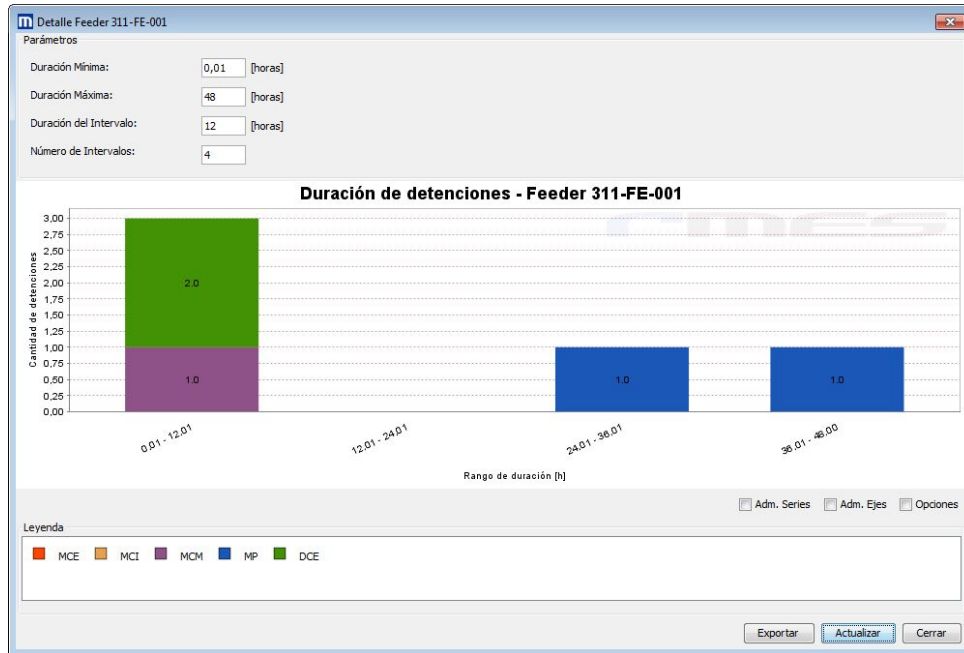 Detalle Feeder 311-FE-001
Parámetros
Duración Mínima: 0,01 [horas]
Duración Máxima: 48 [horas]
Duración del Intervalo: 12 [horas]
Número de Intervalos: 4
Duración de detenciones - Feeder 311-FE-001
rmes
Cantidad de detenciones
3,00
2,75
2,50
2,25
2,00
1,75
1,50
1,25
1,00
0,75
0,50
0,25
0,00
2.0
1.0
1.0
1.0
0.01 - 12.01
12.01 - 24.01
24.01 - 36.01
36.01 - 48.00
Rango de duración [h]
Adm. Series Adm. Ejes Opciones
Leyenda
MCE MCI MCM MP DCE
Exportar Actualizar Cerrar